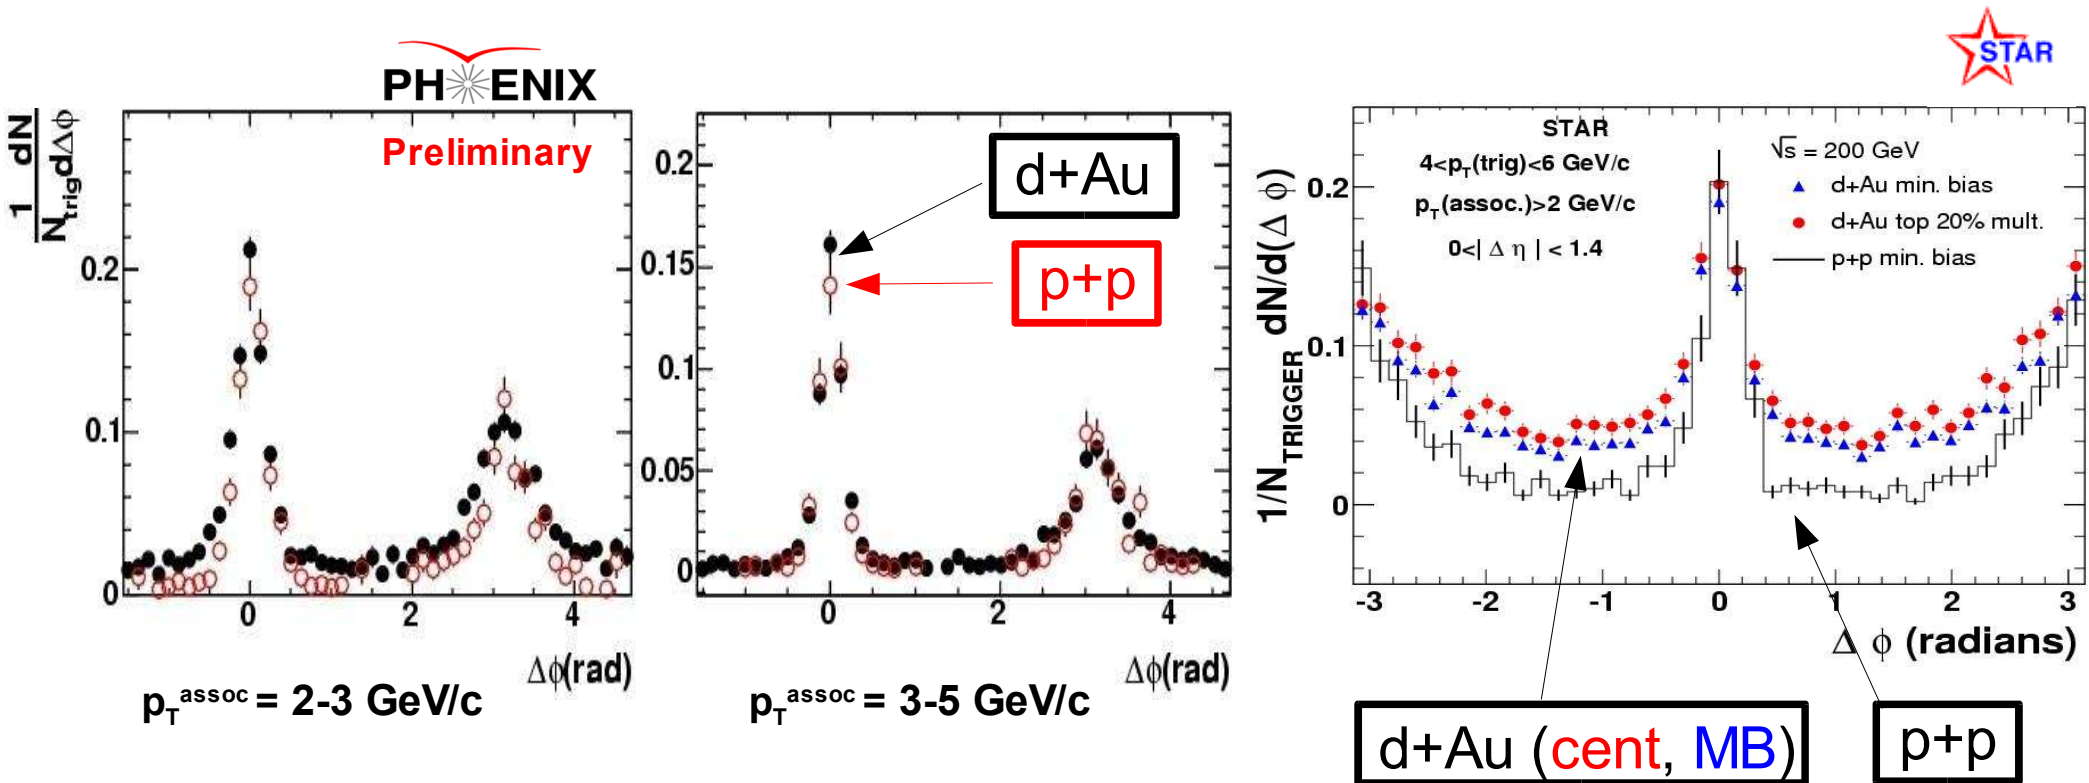 PHENIX
Preliminary
1 dN
N_trig dΔϕ
0.2
0.1
0
0
2
4
Δϕ(rad)
p_T^assoc = 2-3 GeV/c
0.2
0.15
0.1
0.05
0
0
2
4
Δϕ(rad)
p_T^assoc = 3-5 GeV/c
d+Au
p+p
STAR
STAR
4<p_T(trig)<6 GeV/c
p_T(assoc.)>2 GeV/c
0<| Δ η | < 1.4
√s = 200 GeV
d+Au min. bias
d+Au top 20% mult.
p+p min. bias
1/N_TRIGGER dN/d(Δ ϕ)
0.2
0.1
0
-3
-2
-1
0
1
2
3
Δ ϕ (radians)
d+Au (cent, MB)
p+p